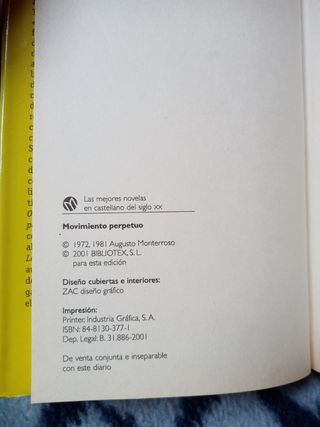 Las mejores novelas
en castellano del siglo XX
Movimiento perpetuo
© 1972, 1981 Augusto Monterroso
© 2001 BIBLIOTEX, S. L.
para esta edición
Diseño cubiertas e interiores:
ZAC diseño gráfico
Impresión:
Printer, Industria Gráfica, S. A.
ISBN: 84-8130-377-1
Dep. Legal: B. 31.886-2001
De venta conjunta e inseparable
con este diario